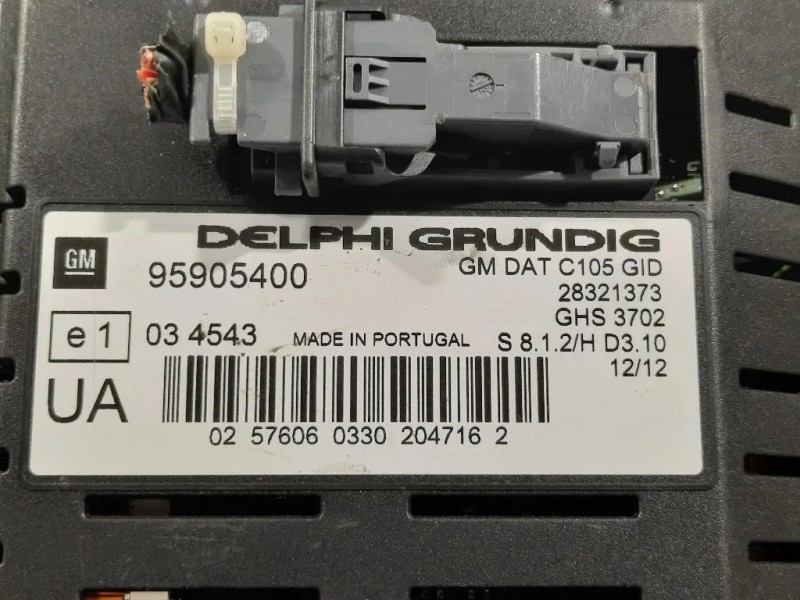 DELPHI GRUNDIG
GM
95905400
GM DAT C105 GID
28321373
GHS 3702
e1
03 4543
MADE IN PORTUGAL
S 8.1.2/H D3.10
12/12
UA
02 57606 0330 204716 2